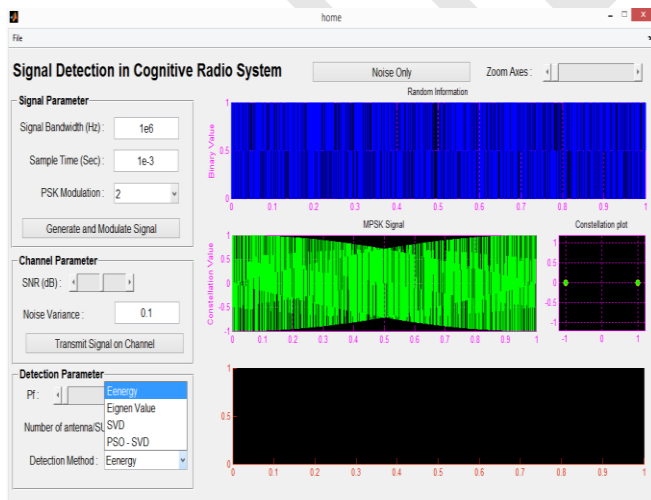 home
File
Signal Detection in Cognitive Radio System
Noise Only
Zoom Axes :
Signal Parameter
Signal Bandwidth (Hz) :
1e6
Sample Time (Sec) :
1e-3
PSK Modulation :
2
Generate and Modulate Signal
Channel Parameter
SNR (dB) :
Noise Variance :
0.1
Transmit Signal on Channel
Detection Parameter
Pf :
Number of antenna/SU
Eenergy
Eignen Value
SVD
PSO - SVD
Detection Method :
Eenergy
Random Information
Binary Value
1
0.5
0
0 0.1 0.2 0.3 0.4 0.5 0.6 0.7 0.8 0.9 1
MPSK Signal
Constellation Value
1
0.5
0
-0.5
-1
0 0.1 0.2 0.3 0.4 0.5 0.6 0.7 0.8 0.9 1
Constellation plot
1
0.5
0
-0.5
-1
-1 0 1
1
0.5
0
0 0.1 0.2 0.3 0.4 0.5 0.6 0.7 0.8 0.9 1